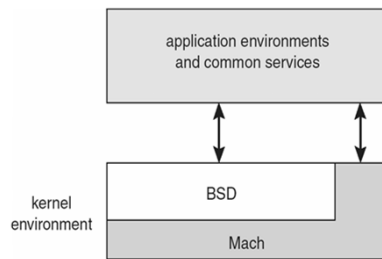 application environments
and common services
kernel
environment
BSD
Mach